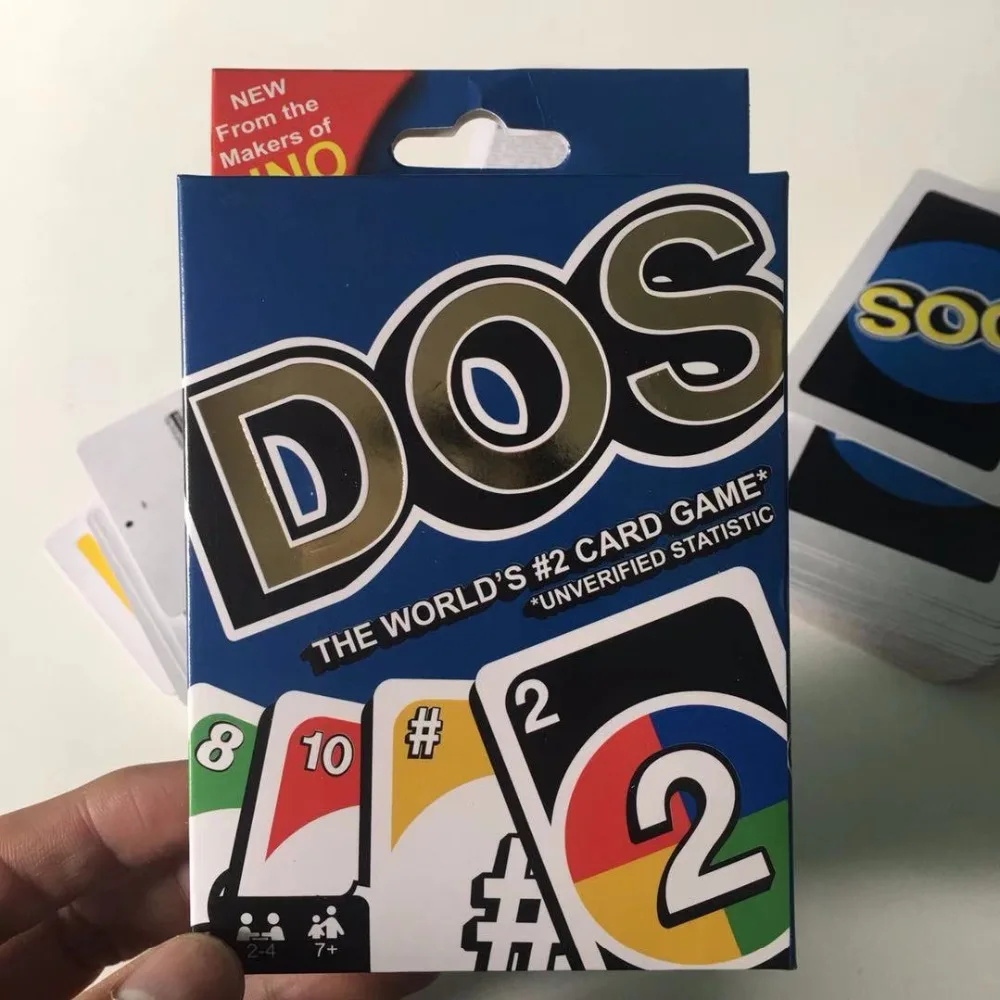 NEW
From the
Makers of
UNO
DOS
THE WORLD'S #2 CARD GAME*
*UNVERIFIED STATISTIC
8
10
#
2
#
2
2-4
7+